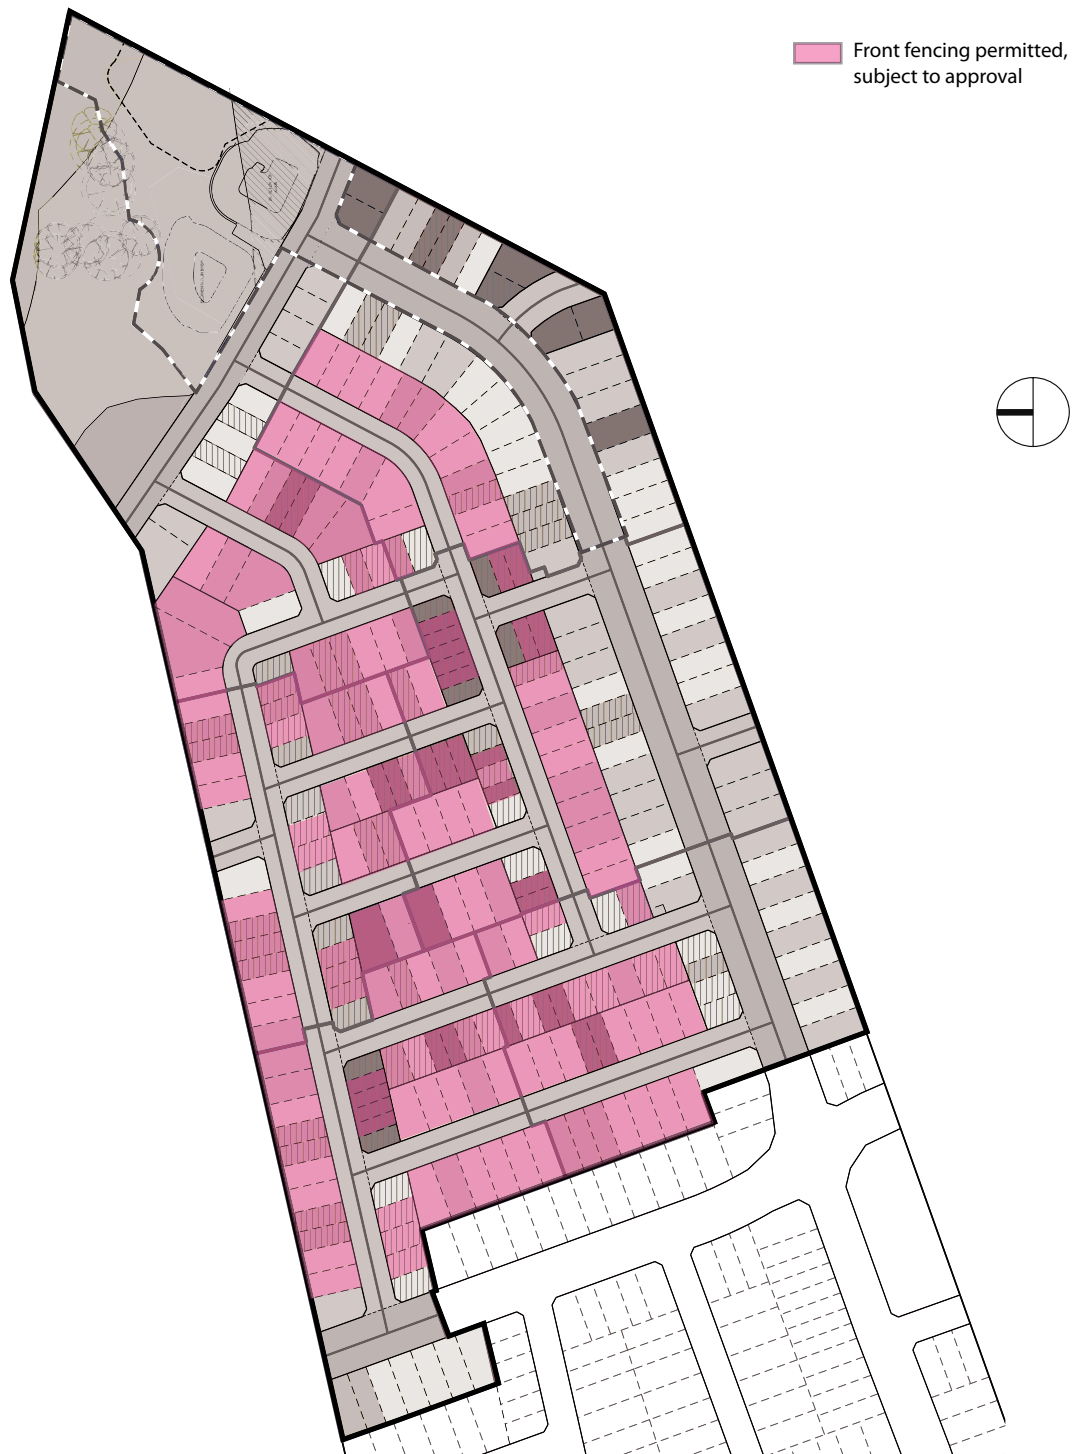 Front fencing permitted,
subject to approval